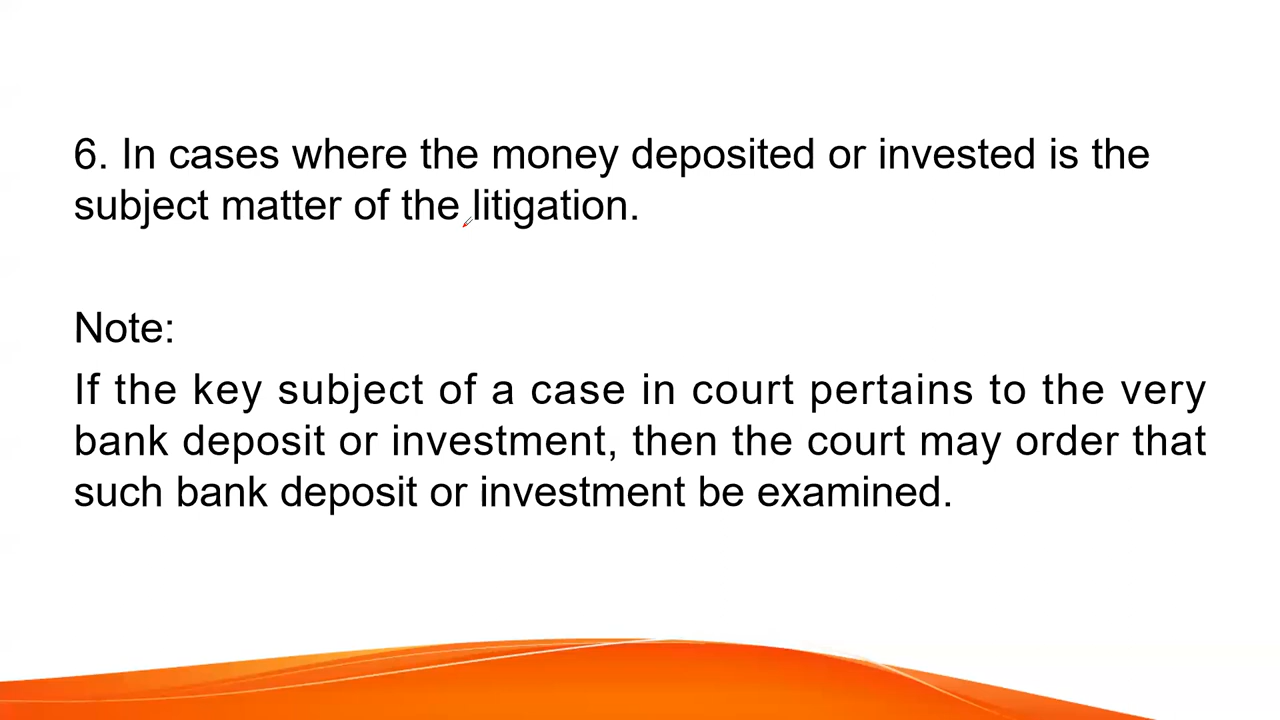 6. In cases where the money deposited or invested is the
subject matter of the litigation.
Note:
If the key subject of a case in court pertains to the very
bank deposit or investment, then the court may order that
such bank deposit or investment be examined.